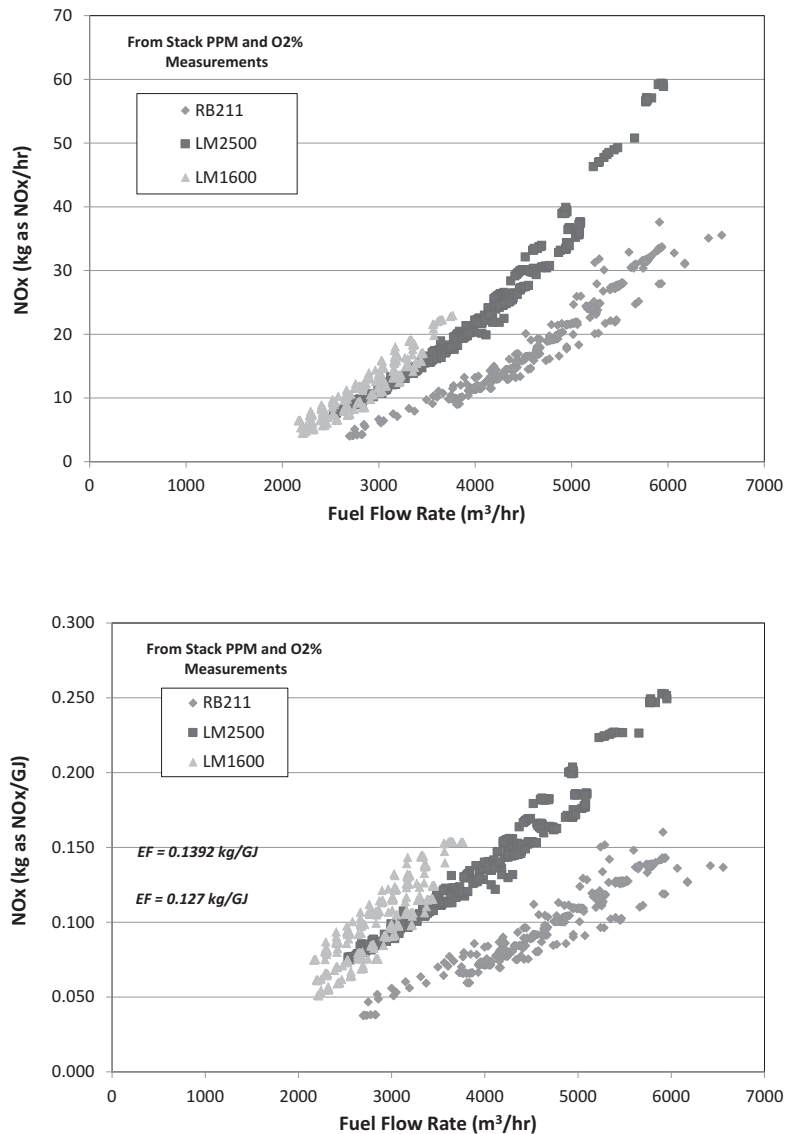 70
60
50
40
30
20
10
0
NOx (kg as NOx/hr)
From Stack PPM and O2%
Measurements
RB211
LM2500
LM1600
0 1000 2000 3000 4000 5000 6000 7000
Fuel Flow Rate (m³/hr)
0.300
0.250
0.200
0.150
0.100
0.050
0.000
NOx (kg as NOx/GJ)
From Stack PPM and O2%
Measurements
RB211
LM2500
LM1600
EF = 0.1392 kg/GJ
EF = 0.127 kg/GJ
0 1000 2000 3000 4000 5000 6000 7000
Fuel Flow Rate (m³/hr)